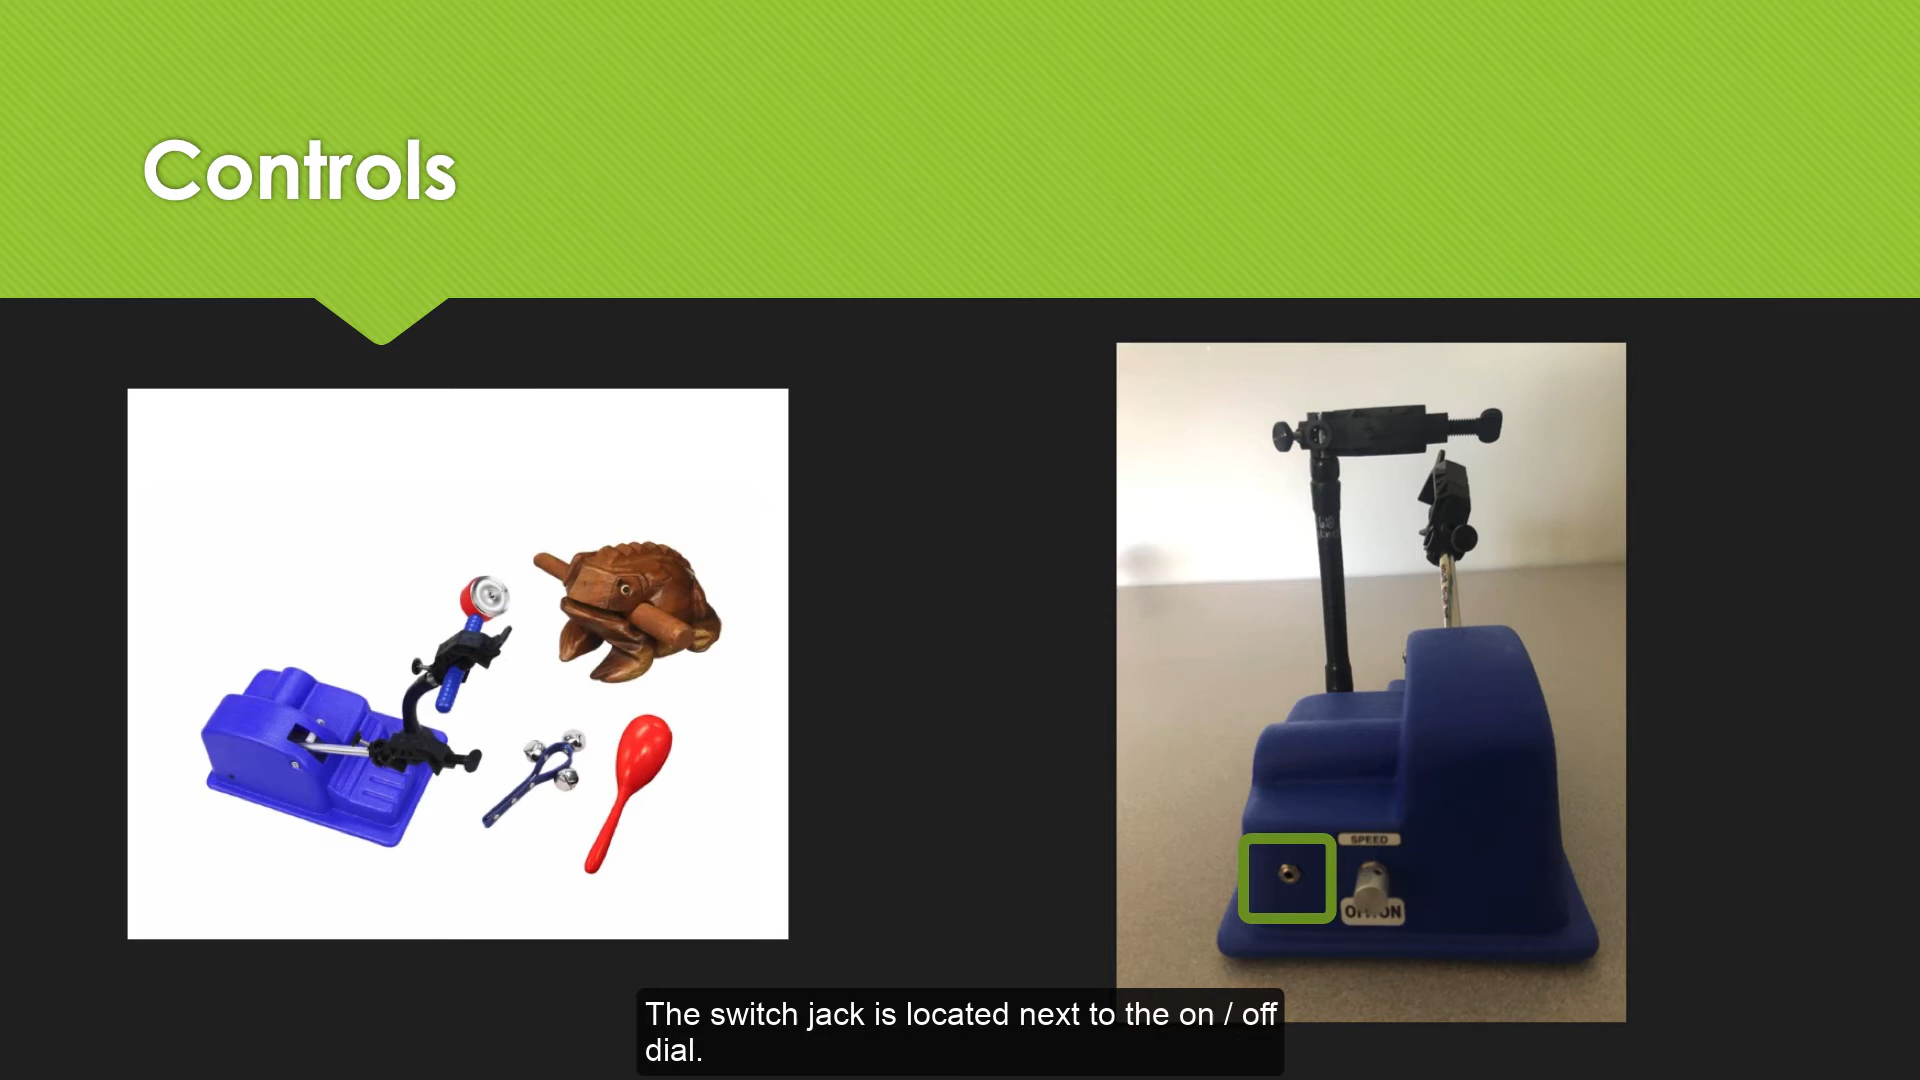 Controls
SPEED
The switch jack is located next to the on / off
dial.